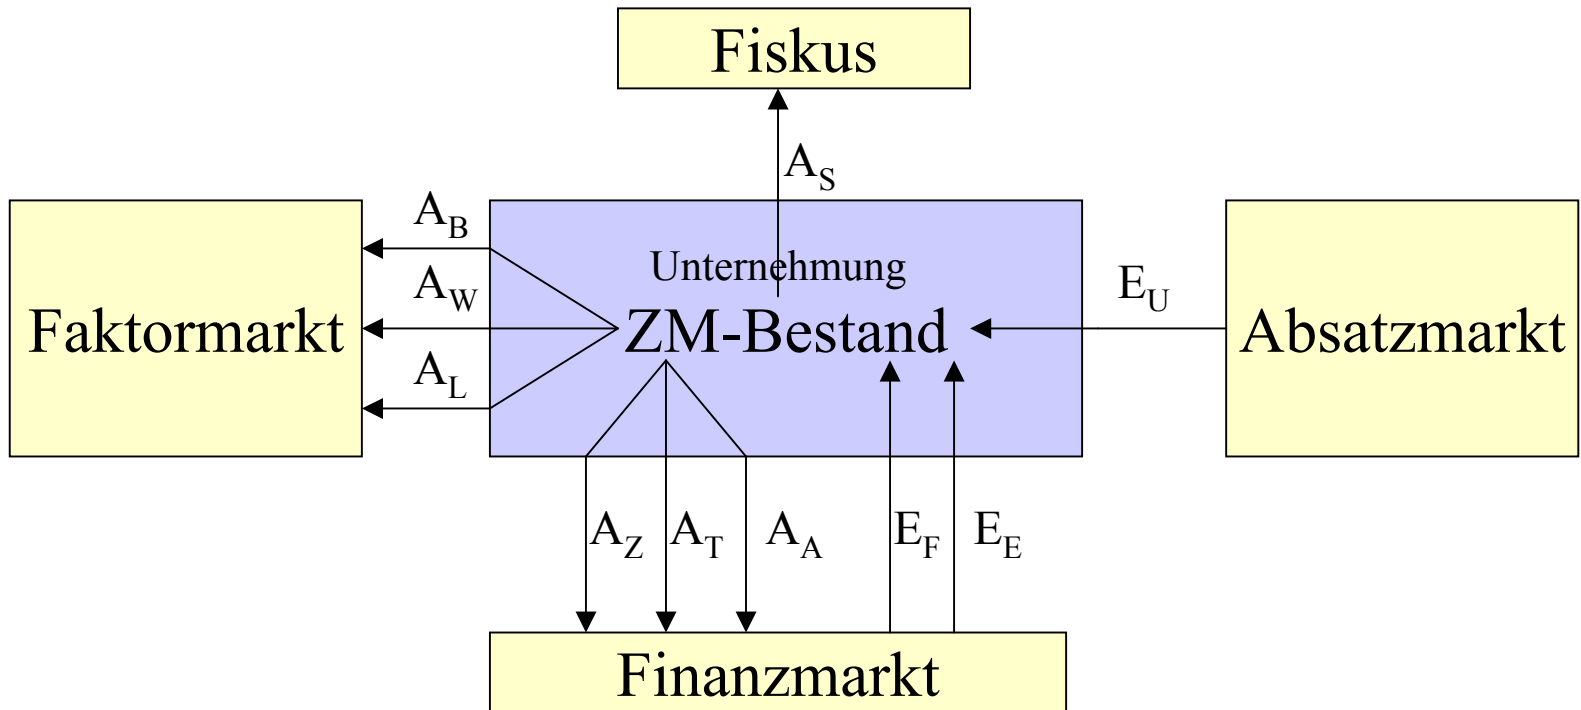 Fiskus
A_S
A_B
Unternehmung
A_W
E_U
Faktormarkt
ZM-Bestand
Absatzmarkt
A_L
A_Z A_T A_A E_F E_E
Finanzmarkt